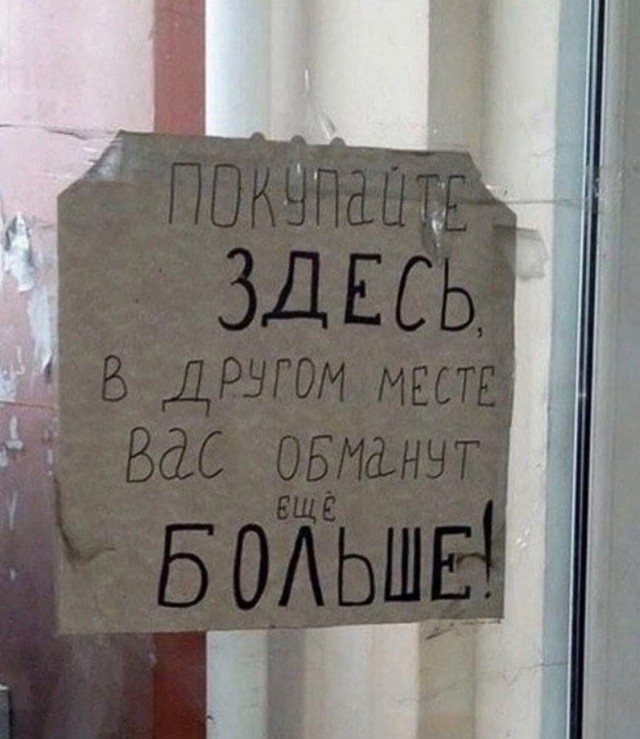 ПОКУПайТЕ
ЗДЕСЬ,
В ДРУГОМ МЕСТЕ
ВаС ОБМаНУТ
ЕЩЁ
БОЛЬШЕ!